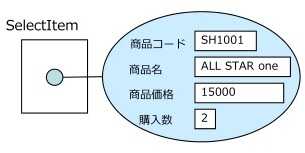 SelectItem
商品コード SH1001
商品名 ALL STAR one
商品価格 15000
購入数 2